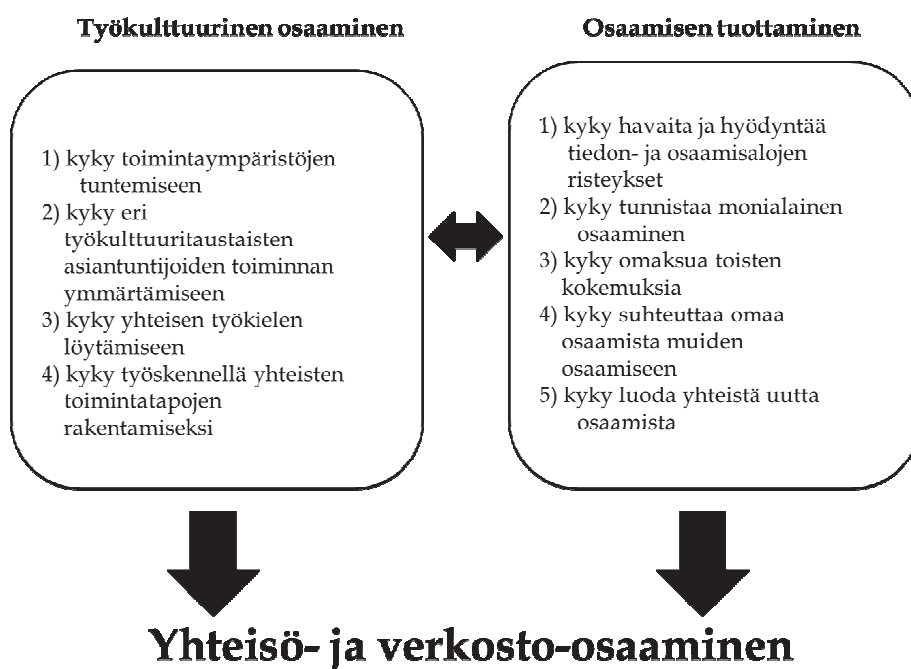 Työkulttuurinen osaaminen
1) kyky toimintaympäristöjen
tuntemiseen
2) kyky eri
työkulttuuritaustaisten
asiantuntijoiden toiminnan
ymmärtämiseen
3) kyky yhteisen työkielen
löytämiseen
4) kyky työskennellä yhteisten
toimintatapojen
rakentamiseksi
Osaamisen tuottaminen
1) kyky havaita ja hyödyntää
tiedon- ja osaamisalojen
risteykset
2) kyky tunnistaa monialainen
osaaminen
3) kyky omaksua toisten
kokemuksia
4) kyky suhteuttaa omaa
osaamista muiden
osaamiseen
5) kyky luoda yhteistä uutta
osaamista
Yhteisö- ja verkosto-osaaminen